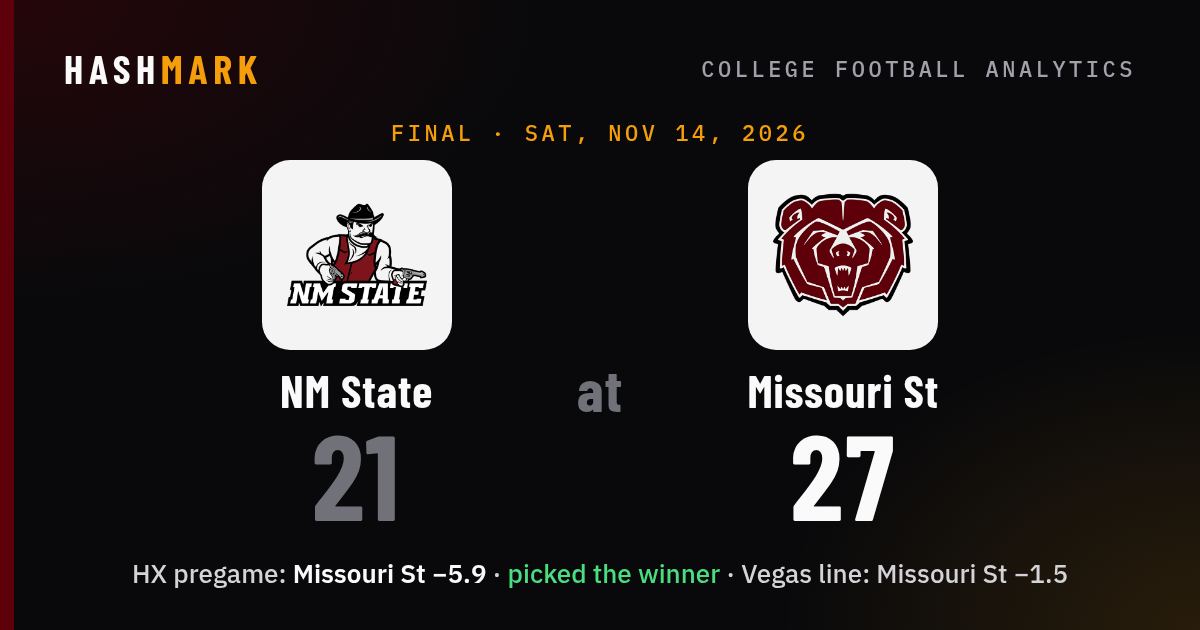 HASHMARK
COLLEGE FOOTBALL ANALYTICS
FINAL · SAT, NOV 14, 2026
NM STATE
NM State
at
Missouri St
21
27
HX pregame: Missouri St −5.9 · picked the winner · Vegas line: Missouri St −1.5